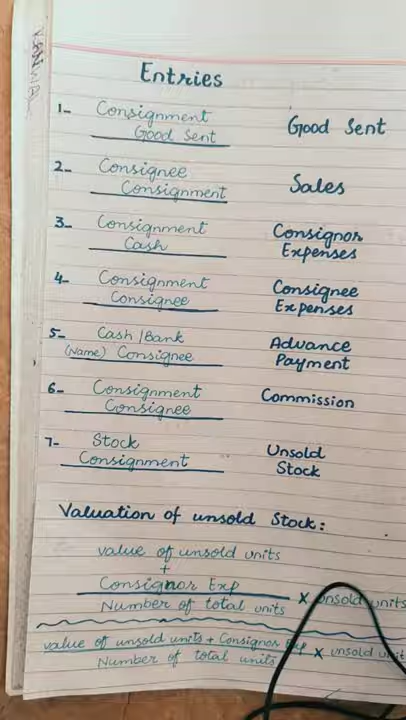 KANWAL
Entries
1- Consignment
Good Sent
Good Sent
2- Consignee
Consignment
Sales
3- Consignment
Cash
Consignor
Expenses
4- Consignment
Consignee
Consignee
Expenses
5- Cash/Bank
(Name) Consignee
Advance
Payment
6- Consignment
Consignee
Commission
7- Stock
Consignment
Unsold
Stock
Valuation of unsold Stock:
value of unsold units
+
Consignor Exp
Number of total units × unsold units
value of unsold units + Consignor Exp
Number of total units × unsold unit